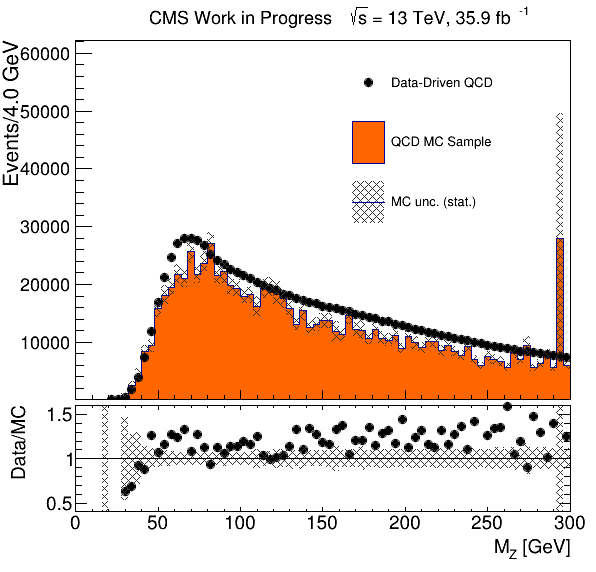 CMS Work in Progress √s = 13 TeV, 35.9 fb⁻¹
Events/4.0 GeV
60000
50000
40000
30000
20000
10000
Data-Driven QCD
QCD MC Sample
MC unc. (stat.)
Data/MC
1.5
1
0.5
0 50 100 150 200 250 300
M_Z [GeV]